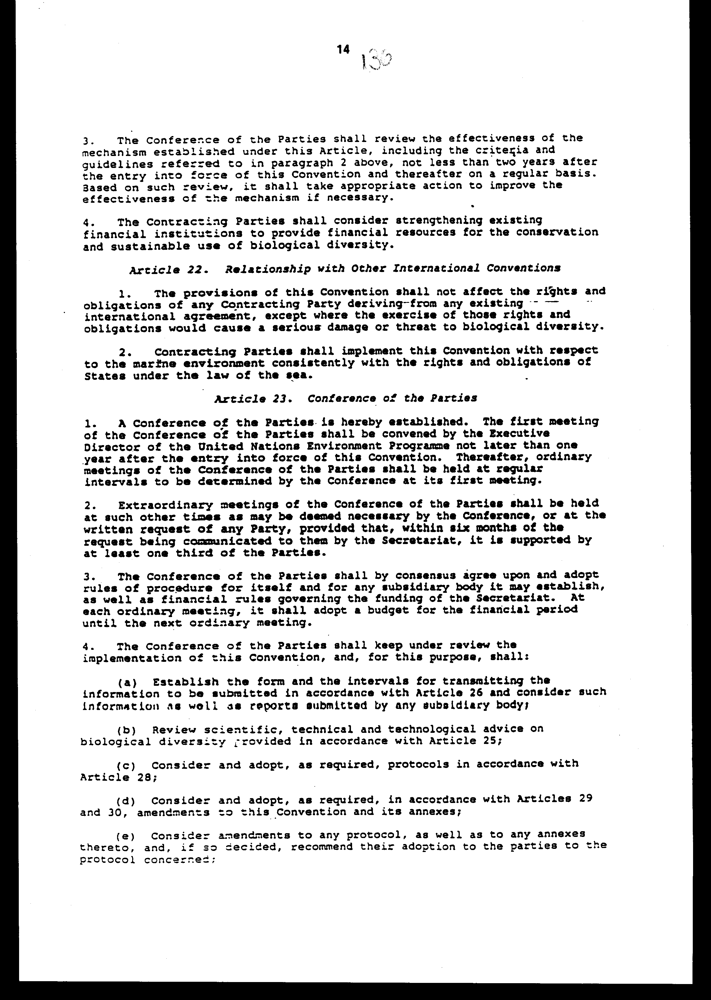 14
136
3. The Conference of the Parties shall review the effectiveness of the
mechanism established under this Article, including the criteria and
guidelines referred to in paragraph 2 above, not less than two years after
the entry into force of this Convention and thereafter on a regular basis.
Based on such review, it shall take appropriate action to improve the
effectiveness of the mechanism if necessary.
4. The Contracting Parties shall consider strengthening existing
financial institutions to provide financial resources for the conservation
and sustainable use of biological diversity.
Article 22. Relationship with Other International Conventions
1. The provisions of this Convention shall not affect the rights and
obligations of any Contracting Party deriving from any existing
international agreement, except where the exercise of those rights and
obligations would cause a serious damage or threat to biological diversity.
2. Contracting Parties shall implement this Convention with respect
to the marine environment consistently with the rights and obligations of
States under the law of the sea.
Article 23. Conference of the Parties
1. A Conference of the Parties is hereby established. The first meeting
of the Conference of the Parties shall be convened by the Executive
Director of the United Nations Environment Programme not later than one
year after the entry into force of this Convention. Thereafter, ordinary
meetings of the Conference of the Parties shall be held at regular
intervals to be determined by the Conference at its first meeting.
2. Extraordinary meetings of the Conference of the Parties shall be held
at such other times as may be deemed necessary by the Conference, or at the
written request of any Party, provided that, within six months of the
request being communicated to them by the Secretariat, it is supported by
at least one third of the Parties.
3. The Conference of the Parties shall by consensus agree upon and adopt
rules of procedure for itself and for any subsidiary body it may establish,
as well as financial rules governing the funding of the Secretariat. At
each ordinary meeting, it shall adopt a budget for the financial period
until the next ordinary meeting.
4. The Conference of the Parties shall keep under review the
implementation of this Convention, and, for this purpose, shall:
(a) Establish the form and the intervals for transmitting the
information to be submitted in accordance with Article 26 and consider such
information as well as reports submitted by any subsidiary body;
(b) Review scientific, technical and technological advice on
biological diversity provided in accordance with Article 25;
(c) Consider and adopt, as required, protocols in accordance with
Article 28;
(d) Consider and adopt, as required, in accordance with Articles 29
and 30, amendments to this Convention and its annexes;
(e) Consider amendments to any protocol, as well as to any annexes
thereto, and, if so decided, recommend their adoption to the parties to the
protocol concerned;